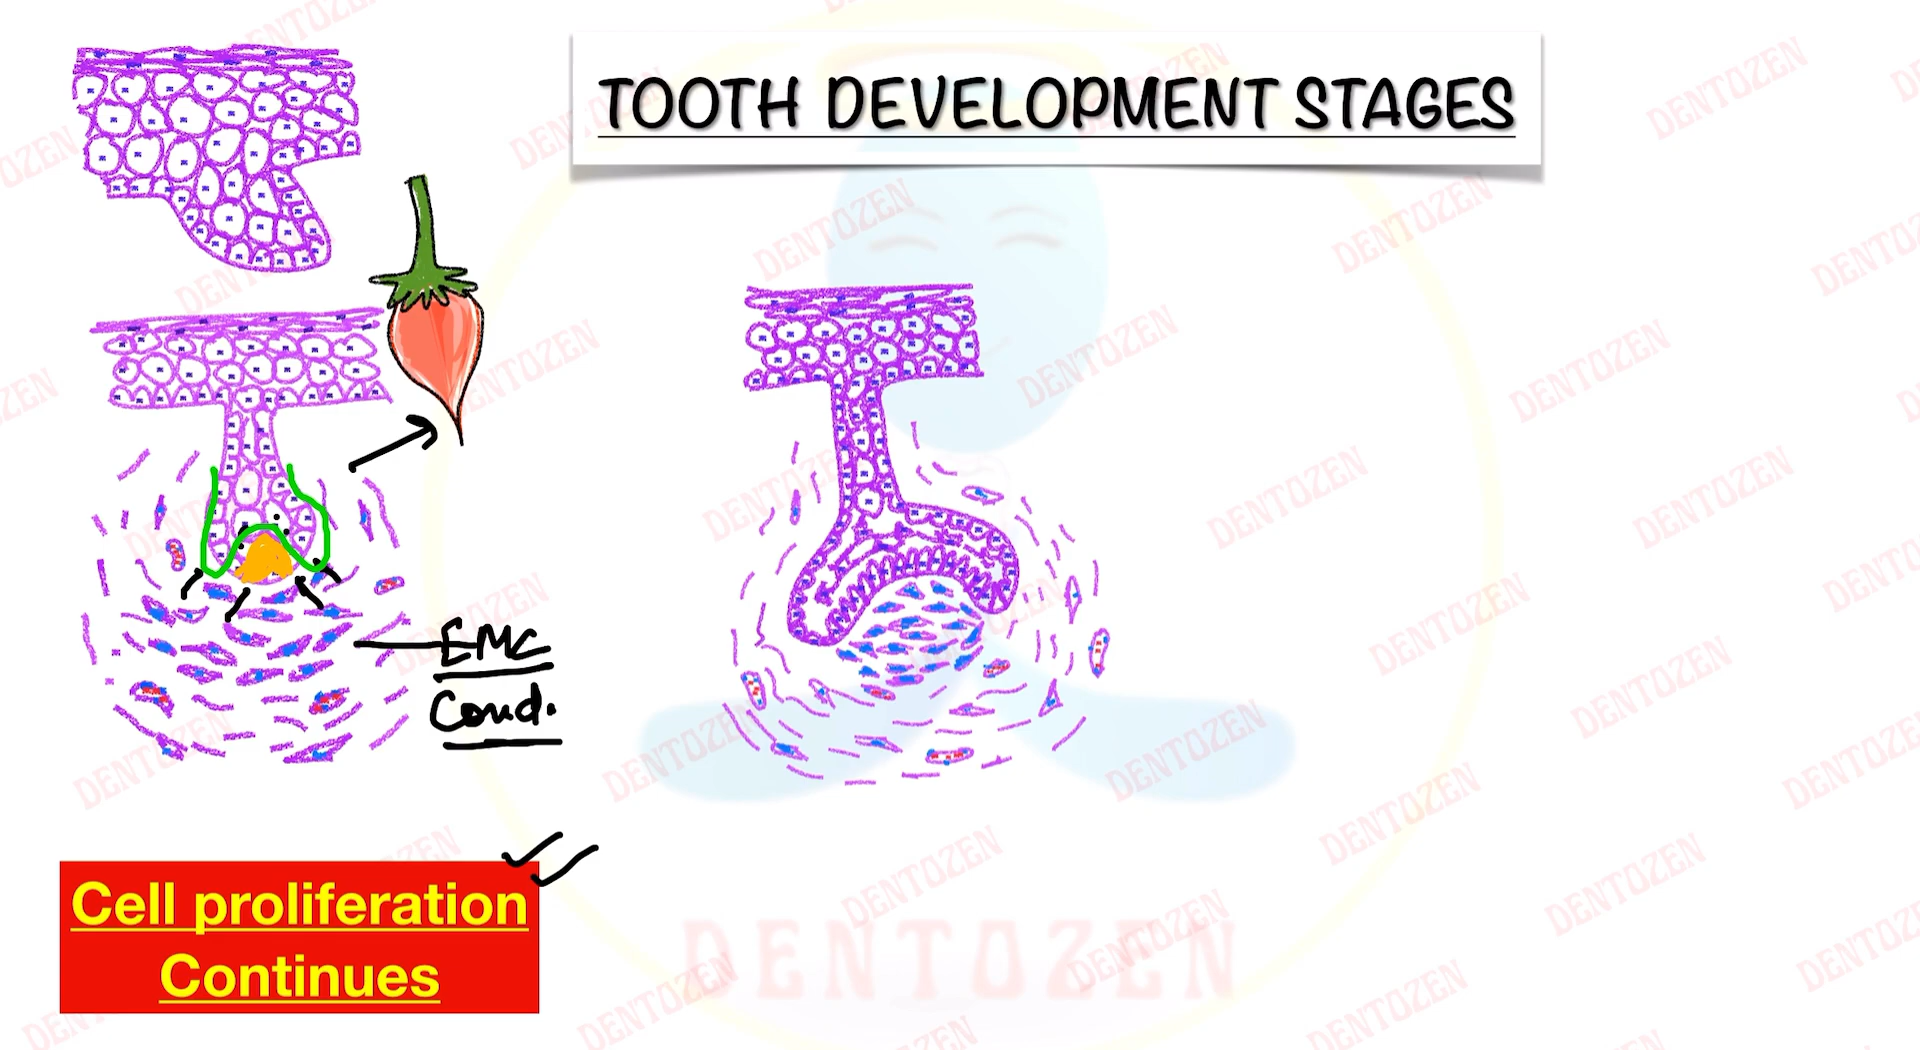 TOOTH DEVELOPMENT STAGES
EMC
Cond.
Cell proliferation
Continues
DENTOZEN